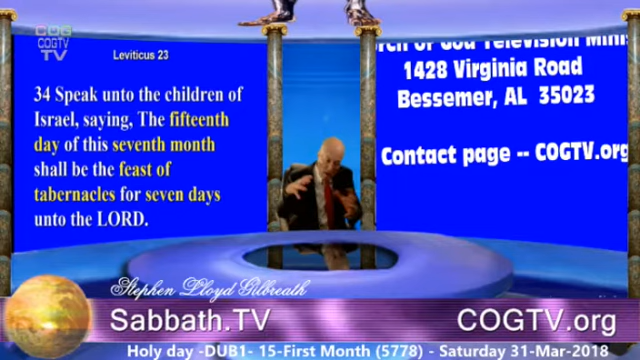 COG
COGTV
TV
Leviticus 23
34 Speak unto the children of
Israel, saying, The fifteenth
day of this seventh month
shall be the feast of
tabernacles for seven days
unto the LORD.
of God Television
1428 Virginia Road
Bessemer, AL 35023
Contact page -- COGTV.org
Stephen Lloyd Gilbreath
Sabbath.TV
COGTV.org
Holy day -DUB1- 15-First Month (5778) - Saturday 31-Mar-2018